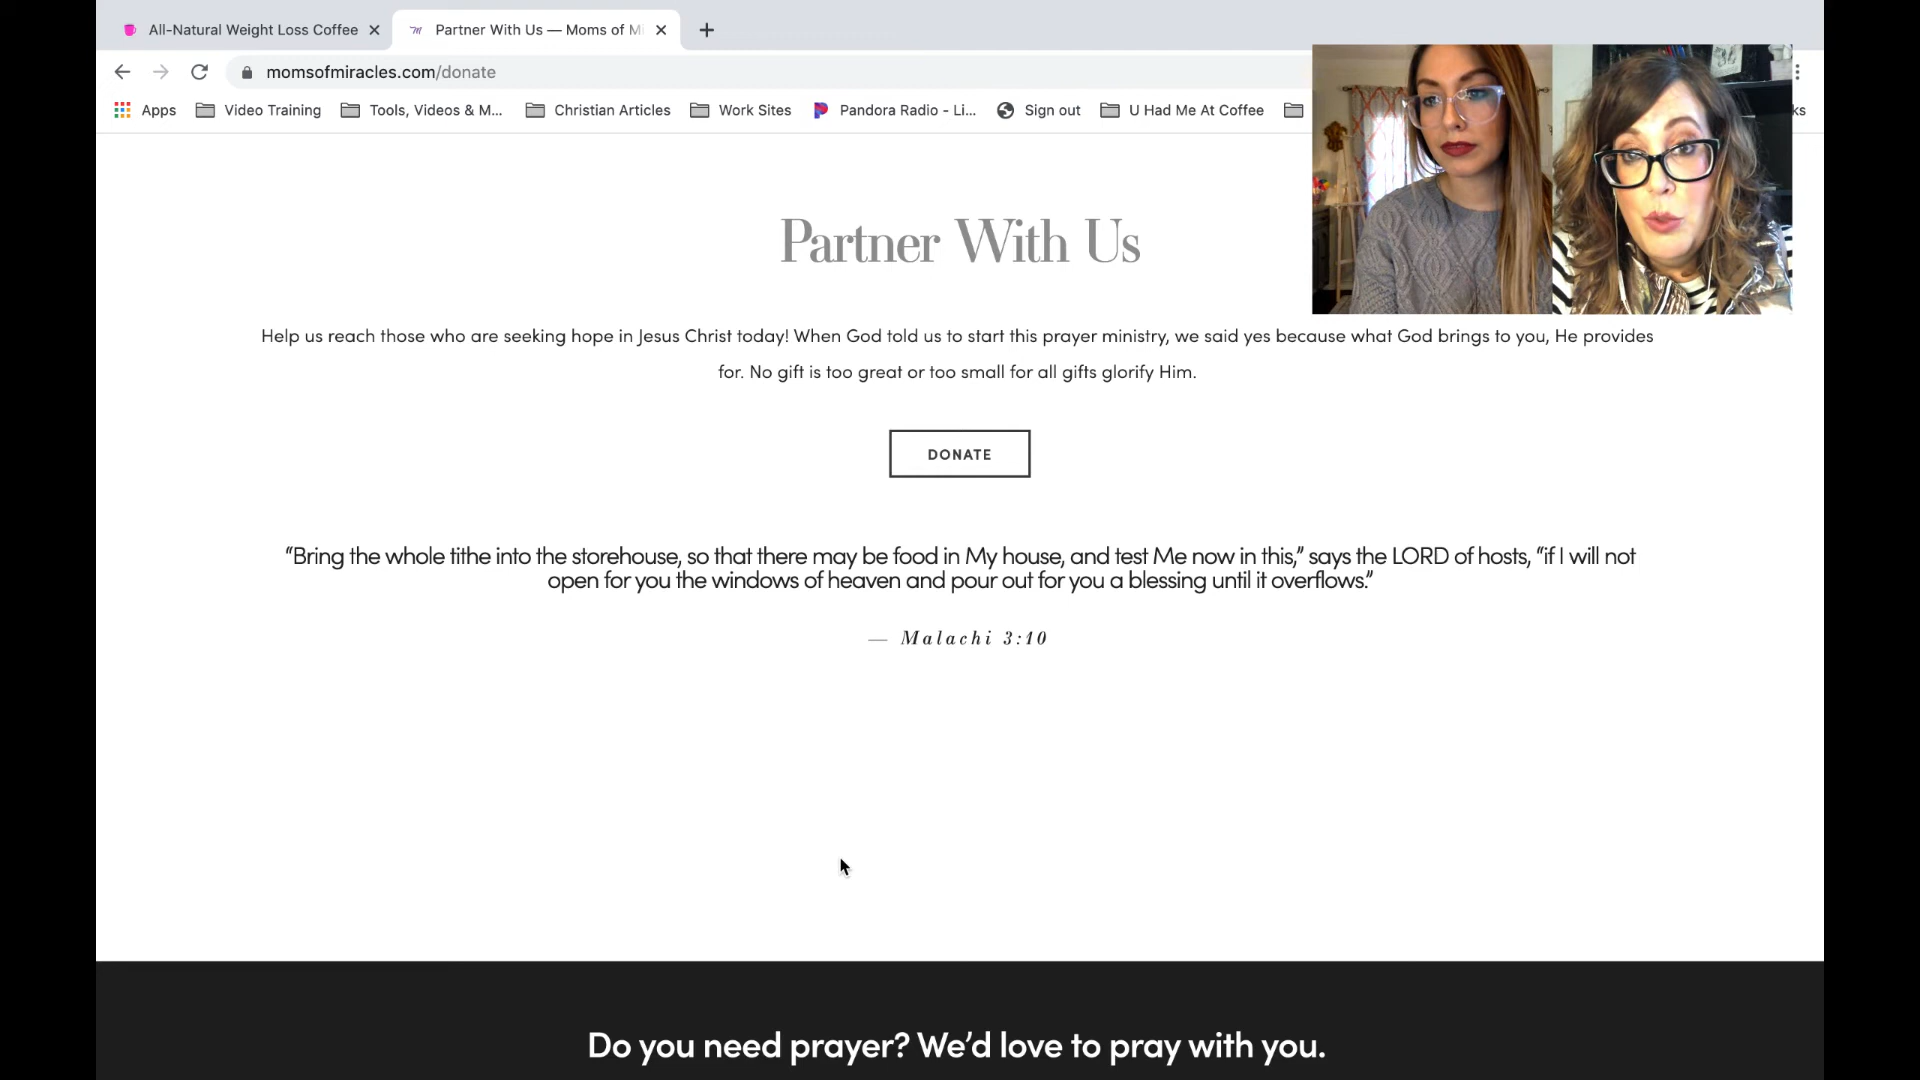 All-Natural Weight Loss Coffee
Partner With Us — Moms of M
momsofmiracles.com/donate
Apps
Video Training
Tools, Videos & M...
Christian Articles
Work Sites
Pandora Radio - Li...
Sign out
U Had Me At Coffee
ks
Partner With Us
Help us reach those who are seeking hope in Jesus Christ today! When God told us to start this prayer ministry, we said yes because what God brings to you, He provides
for. No gift is too great or too small for all gifts glorify Him.
DONATE
“Bring the whole tithe into the storehouse, so that there may be food in My house, and test Me now in this,” says the LORD of hosts, “if I will not
open for you the windows of heaven and pour out for you a blessing until it overflows.”
— Malachi 3:10
Do you need prayer? We’d love to pray with you.